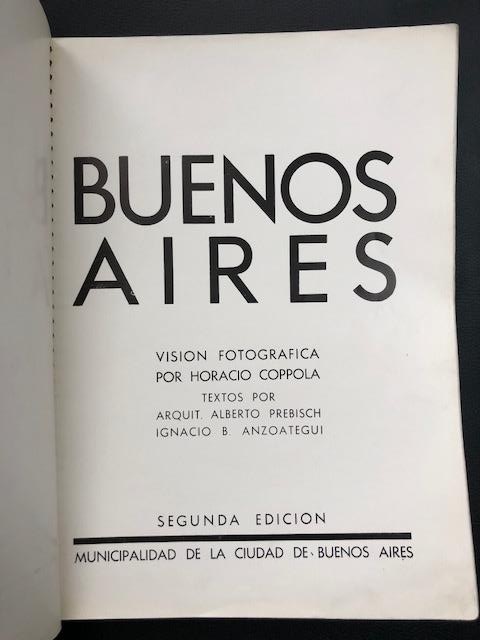 BUENOS
AIRES
VISION FOTOGRAFICA
POR HORACIO COPPOLA
TEXTOS POR
ARQUIT. ALBERTO PREBISCH
IGNACIO B. ANZOATEGUI
SEGUNDA EDICION
MUNICIPALIDAD DE LA CIUDAD DE BUENOS AIRES